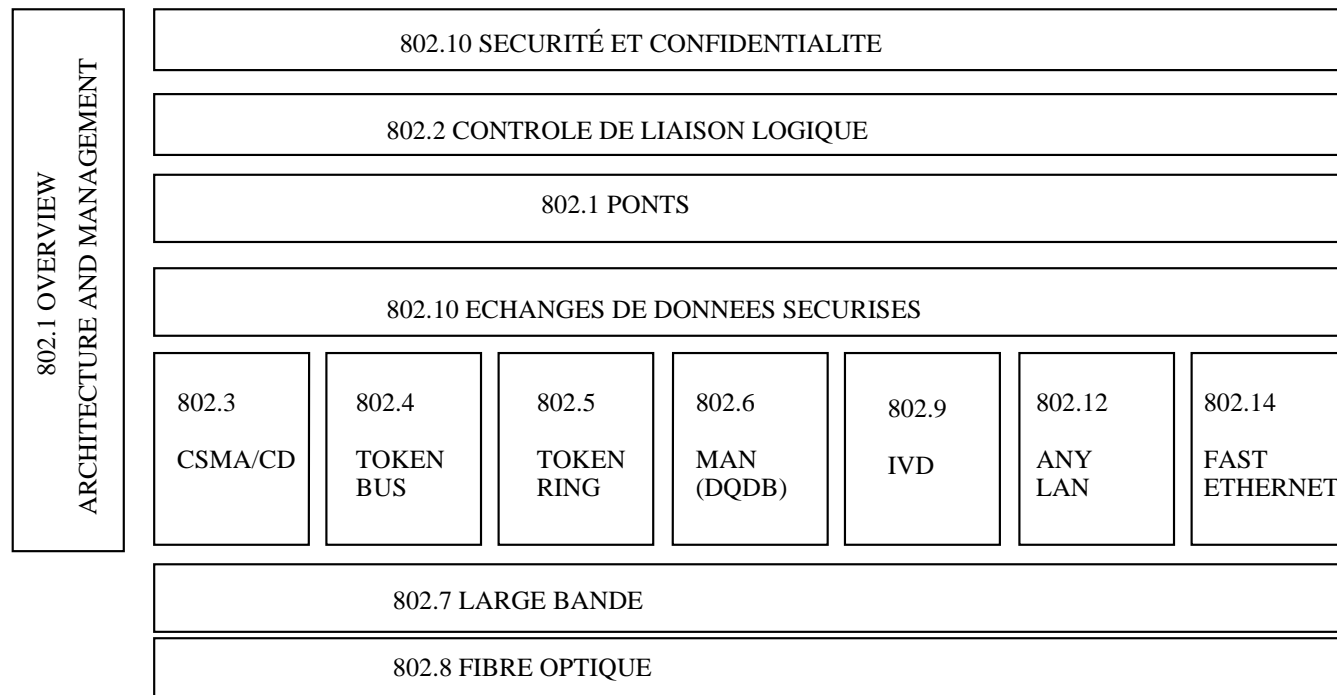 802.1 OVERVIEW
ARCHITECTURE AND MANAGEMENT
802.10 SECURITÉ ET CONFIDENTIALITE
802.2 CONTROLE DE LIAISON LOGIQUE
802.1 PONTS
802.10 ECHANGES DE DONNEES SECURISES
802.3
CSMA/CD
802.4
TOKEN
BUS
802.5
TOKEN
RING
802.6
MAN
(DQDB)
802.9
IVD
802.12
ANY
LAN
802.14
FAST
ETHERNET
802.7 LARGE BANDE
802.8 FIBRE OPTIQUE